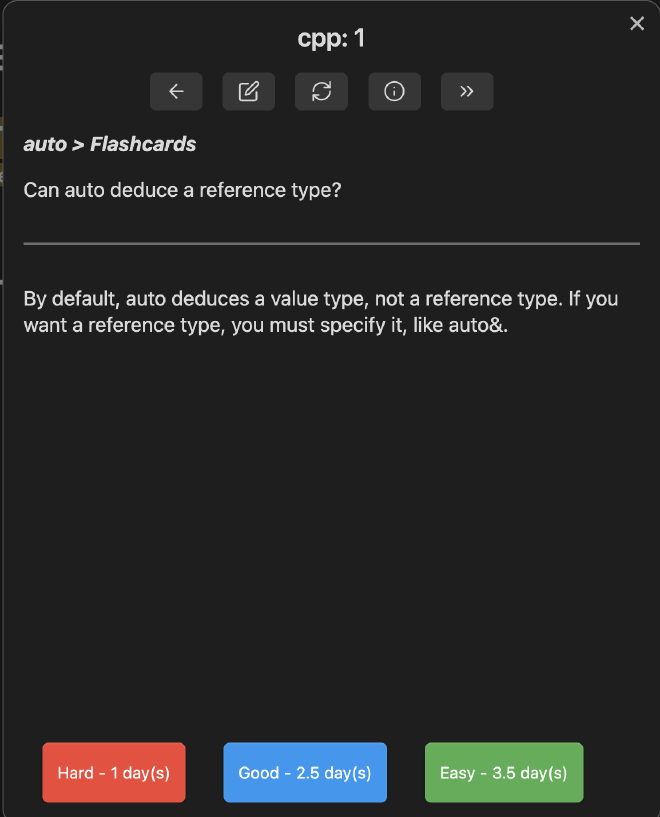 cpp: 1
auto > Flashcards
Can auto deduce a reference type?
By default, auto deduces a value type, not a reference type. If you
want a reference type, you must specify it, like auto&.
Hard - 1 day(s)
Good - 2.5 day(s)
Easy - 3.5 day(s)